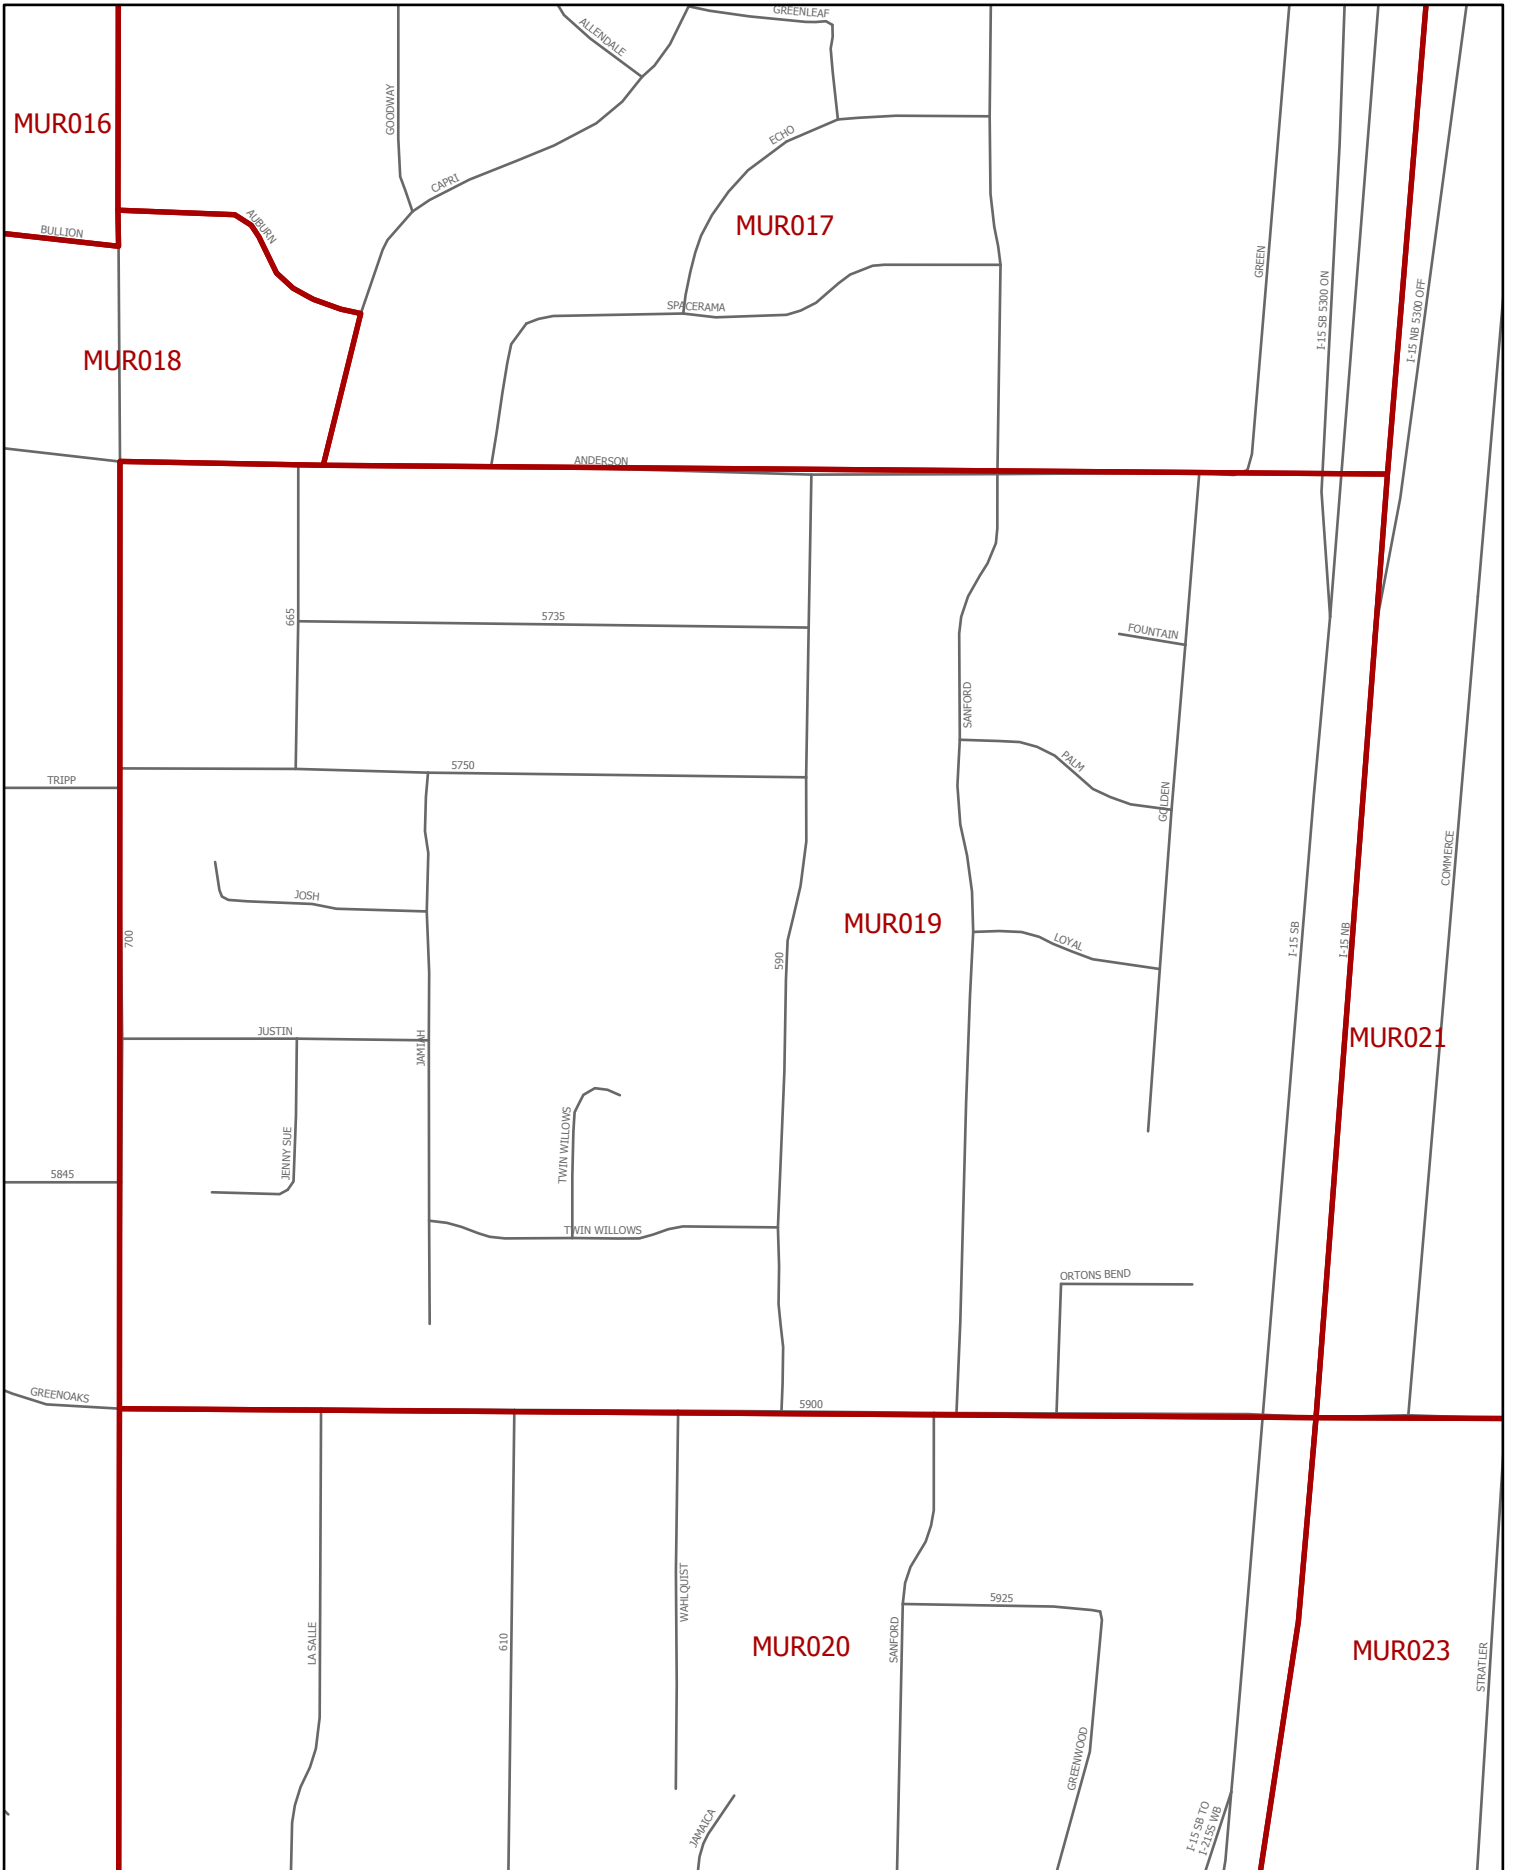 GREENLEAF
ALLENDALE
GOODWAY
MUR016
ECHO
CAPRI
AUBURN
MUR017
BULLION
GREEN
I-15 SB 5300 ON
I-15 NB 5300 OFF
SPACERAMA
MUR018
ANDERSON
665
5735
FOUNTAIN
SANFORD
PALM
5750
TRIPP
GOLDEN
COMMERCE
JOSH
MUR019
700
590
LOYAL
I-15 SB
I-15 NB
JUSTIN
JAMIAH
MUR021
JENNY SUE
TWIN WILLOWS
5845
TWIN WILLOWS
ORTONS BEND
GREENOAKS
5900
WAHLQUIST
5925
LA SALLE
610
MUR020
SANFORD
MUR023
STRATLER
GREENWOOD
JAMAICA
I-15 SB TO
I-215S WB